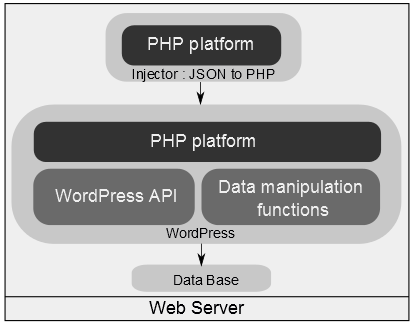 PHP platform
Injector : JSON to PHP
PHP platform
WordPress API
Data manipulation
functions
WordPress
Data Base
Web Server